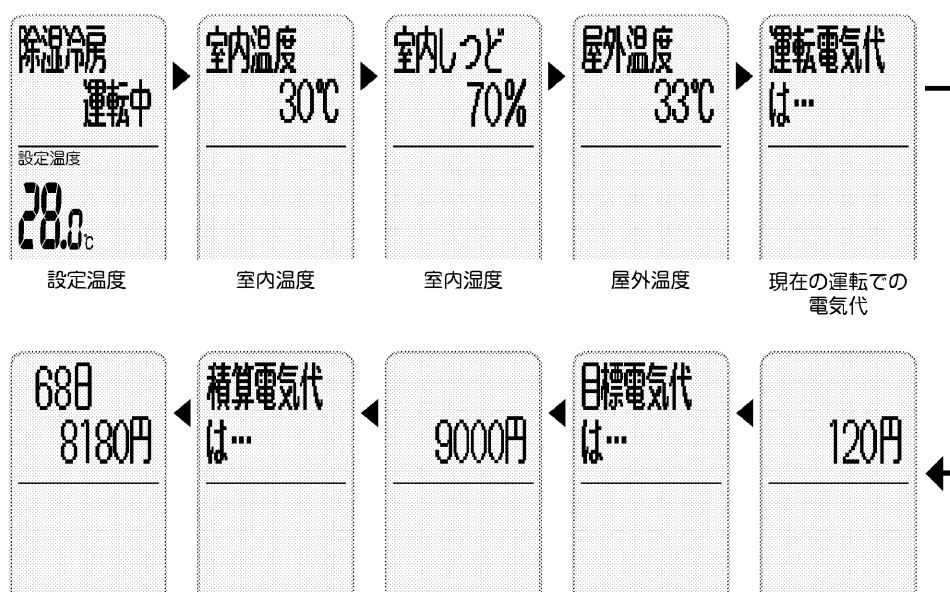 除湿冷房
運転中
設定温度
28.0℃
設定温度
室内温度
30℃
室内温度
室内しつど
70%
室内湿度
屋外温度
33℃
屋外温度
運転電気代
は…
現在の運転での
電気代
120円
目標電気代
は…
9000円
積算電気代
は…
68日
8180円